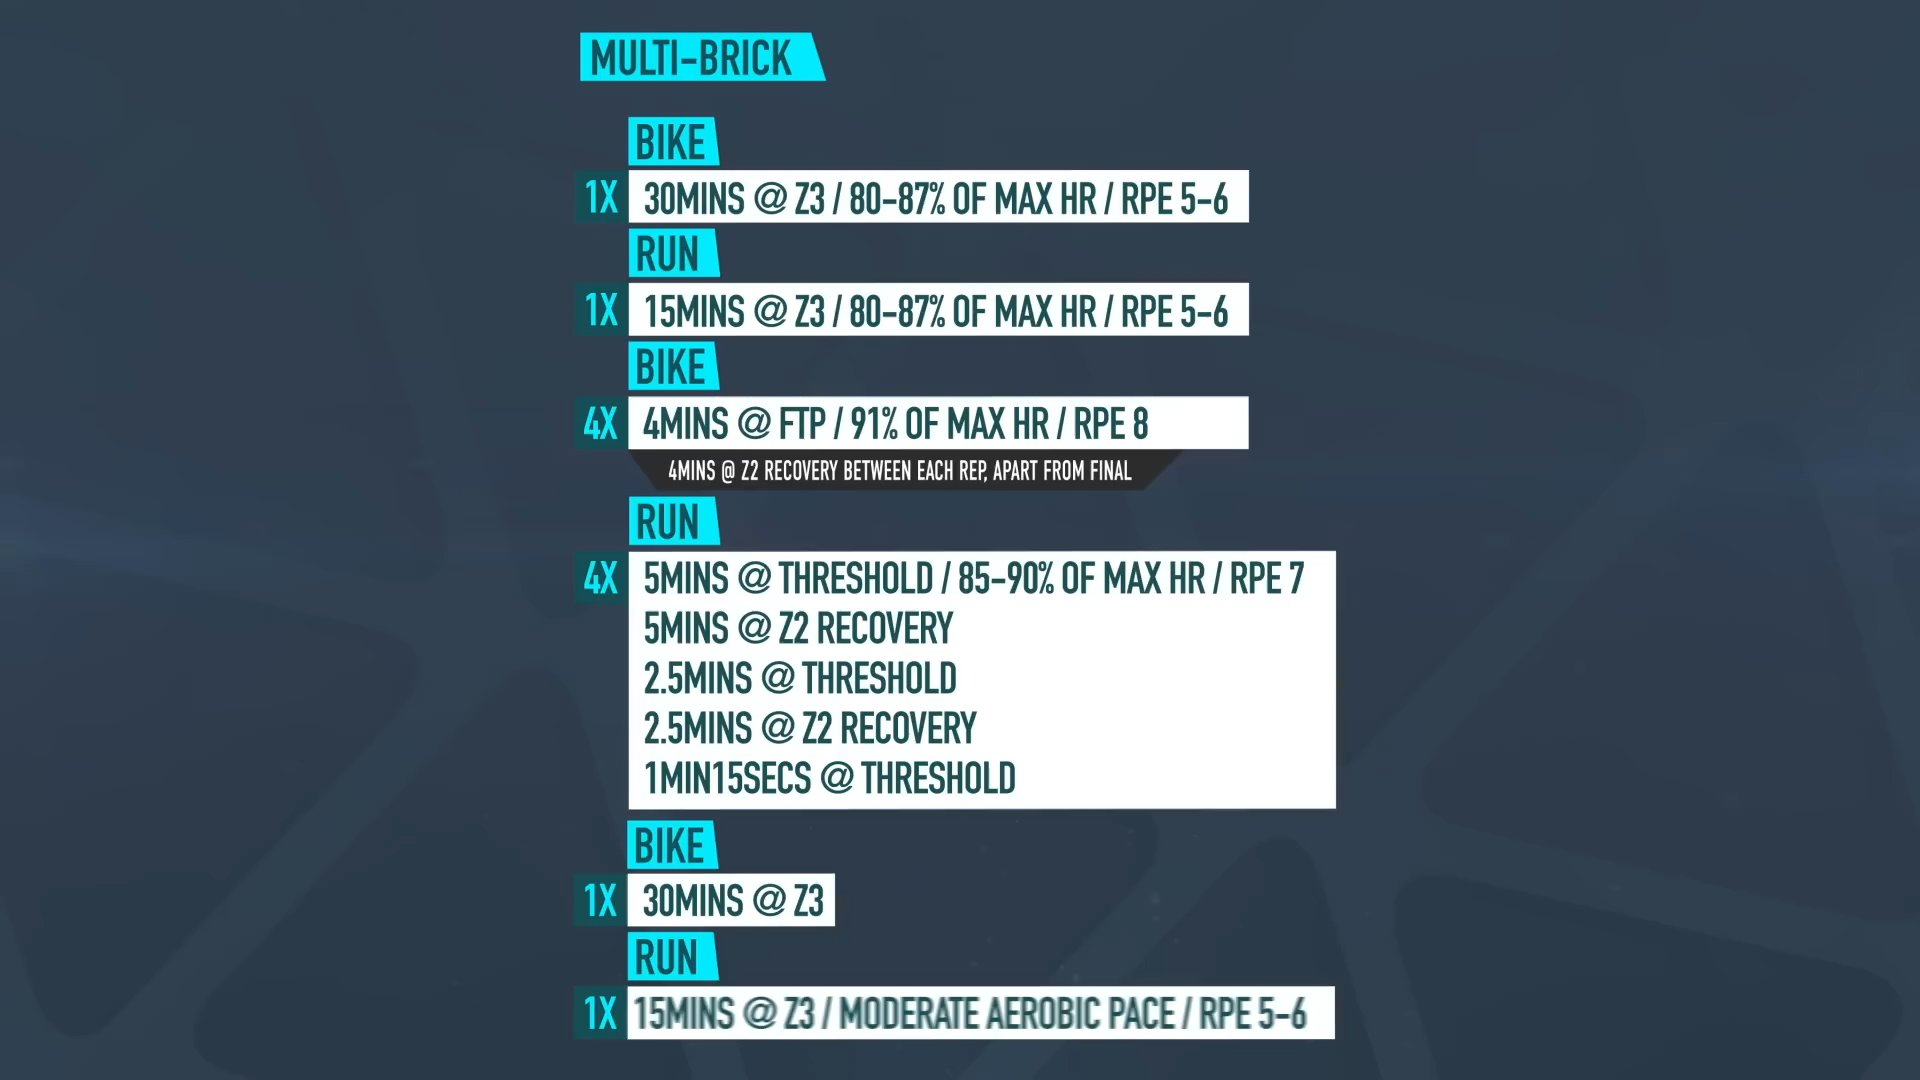 MULTI-BRICK
BIKE
1X 30MINS @ Z3 / 80-87% OF MAX HR / RPE 5-6
RUN
1X 15MINS @ Z3 / 80-87% OF MAX HR / RPE 5-6
BIKE
4X 4MINS @ FTP / 91% OF MAX HR / RPE 8
4MINS @ Z2 RECOVERY BETWEEN EACH REP, APART FROM FINAL
RUN
4X 5MINS @ THRESHOLD / 85-90% OF MAX HR / RPE 7
5MINS @ Z2 RECOVERY
2.5MINS @ THRESHOLD
2.5MINS @ Z2 RECOVERY
1MIN15SECS @ THRESHOLD
BIKE
1X 30MINS @ Z3
RUN
1X 15MINS @ Z3 / MODERATE AEROBIC PACE / RPE 5-6